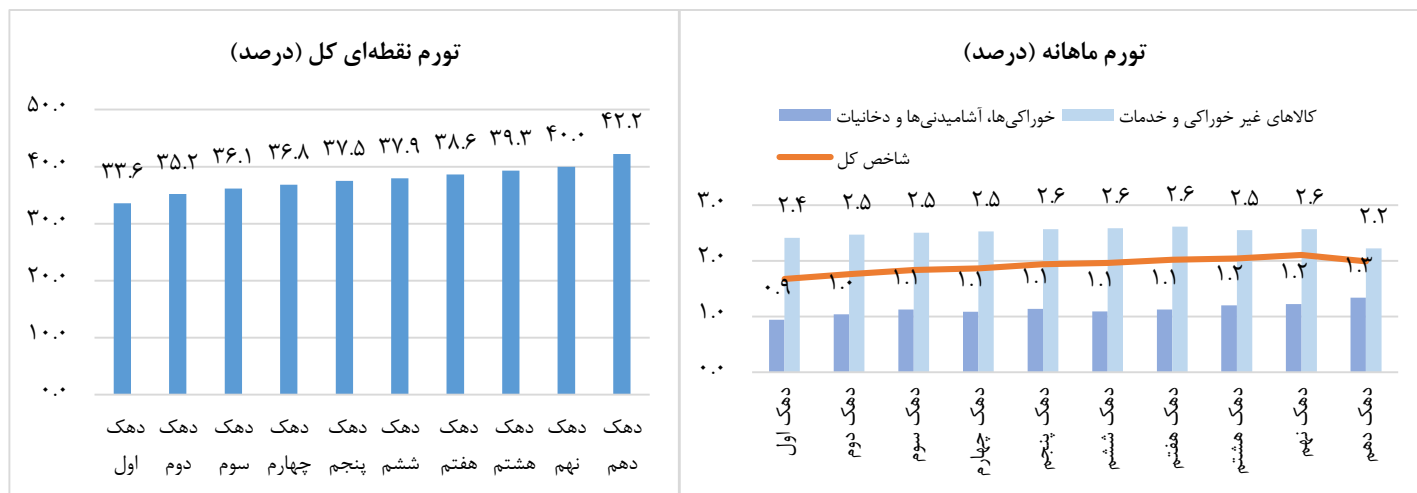 تورم ماهانه (درصد)
خوراکی‌ها، آشامیدنی‌ها و دخانیات
کالاهای غیر خوراکی و خدمات
شاخص کل
۳.۰
۲.۰
۱.۰
۰.۰
۲.۴ ۲.۵ ۲.۵ ۲.۵ ۲.۶ ۲.۶ ۲.۶ ۲.۵ ۲.۶ ۲.۲
۰.۹ ۱.۰ ۱.۱ ۱.۱ ۱.۱ ۱.۱ ۱.۱ ۱.۲ ۱.۲ ۱.۳
دهک اول
دهک دوم
دهک سوم
دهک چهارم
دهک پنجم
دهک ششم
دهک هفتم
دهک هشتم
دهک نهم
دهک دهم
تورم نقطه‌ای کل (درصد)
۵۰.۰
۴۰.۰
۳۰.۰
۲۰.۰
۱۰.۰
۰.۰
۳۳.۶ ۳۵.۲ ۳۶.۱ ۳۶.۸ ۳۷.۵ ۳۷.۹ ۳۸.۶ ۳۹.۳ ۴۰.۰ ۴۲.۲
دهک
اول
دهک
دوم
دهک
سوم
دهک
چهارم
دهک
پنجم
دهک
ششم
دهک
هفتم
دهک
هشتم
دهک
نهم
دهک
دهم